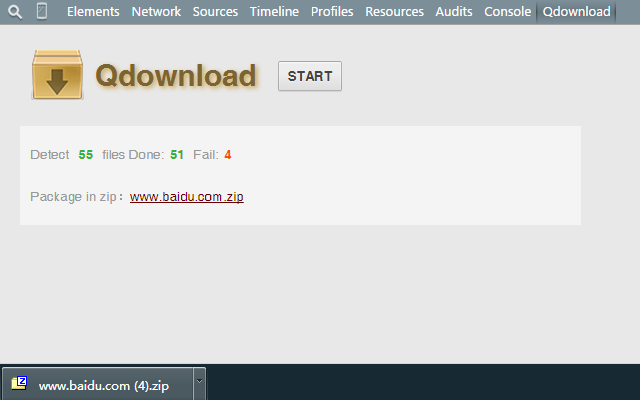 Elements Network Sources Timeline Profiles Resources Audits Console Qdownload
Qdownload START
Detect 55 files Done: 51 Fail: 4
Package in zip : www.baidu.com.zip
Z www.baidu.com (4).zip